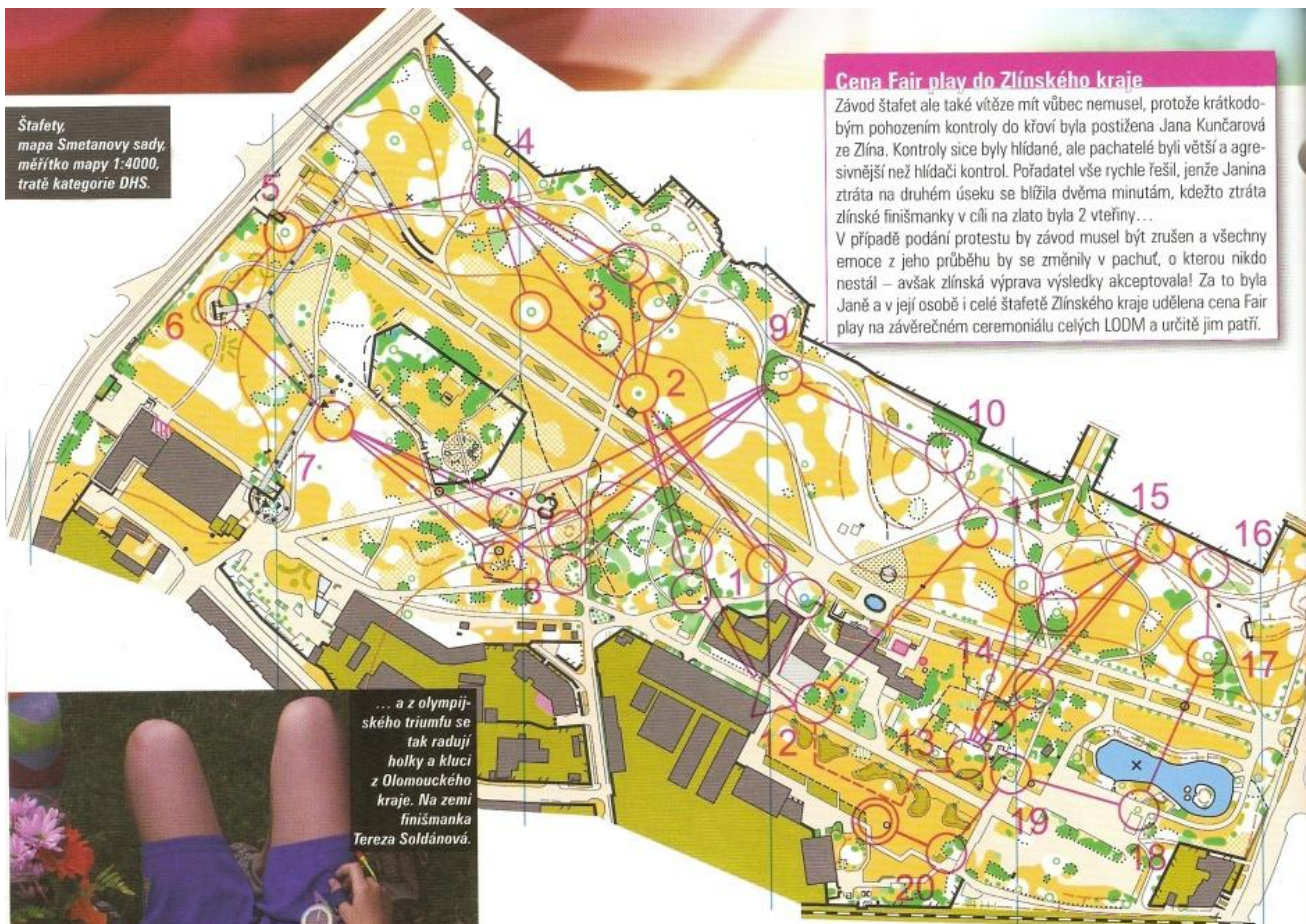 Štafety,
mapa Smetanovy sady,
měřítko mapy 1:4000,
tratě kategorie DHS.
Cena Fair play do Zlínského kraje
Závod štafet ale také vítěze mít vůbec nemusel, protože krátkodo-
bým pohozením kontroly do křoví byla postižena Jana Kunčarová
ze Zlína. Kontroly sice byly hlídané, ale pachatelé byli větší a agre-
sivnější než hlídači kontrol. Pořadatel vše rychle řešil, jenže Janina
ztráta na druhém úseku se blížila dvěma minutám, kdežto ztráta
zlínské finišmanky v cíli na zlato byla 2 vteřiny…
V případě podání protestu by závod musel být zrušen a všechny
emoce z jeho průběhu by se změnily v pachuť, o kterou nikdo
nestál – avšak zlínská výprava výsledky akceptovala! Za to byla
Janě a v její osobě i celé štafetě Zlínského kraje udělena cena Fair
play na závěrečném ceremoniálu celých LODM a určitě jim patří.
4
5
3
6
9
2
10
7
11
15
16
8
1
14
17
12
13
19
18
20
… a z olympij-
ského triumfu se
tak radují
holky a kluci
z Olomouckého
kraje. Na zemi
finišmanka
Tereza Soldánová.